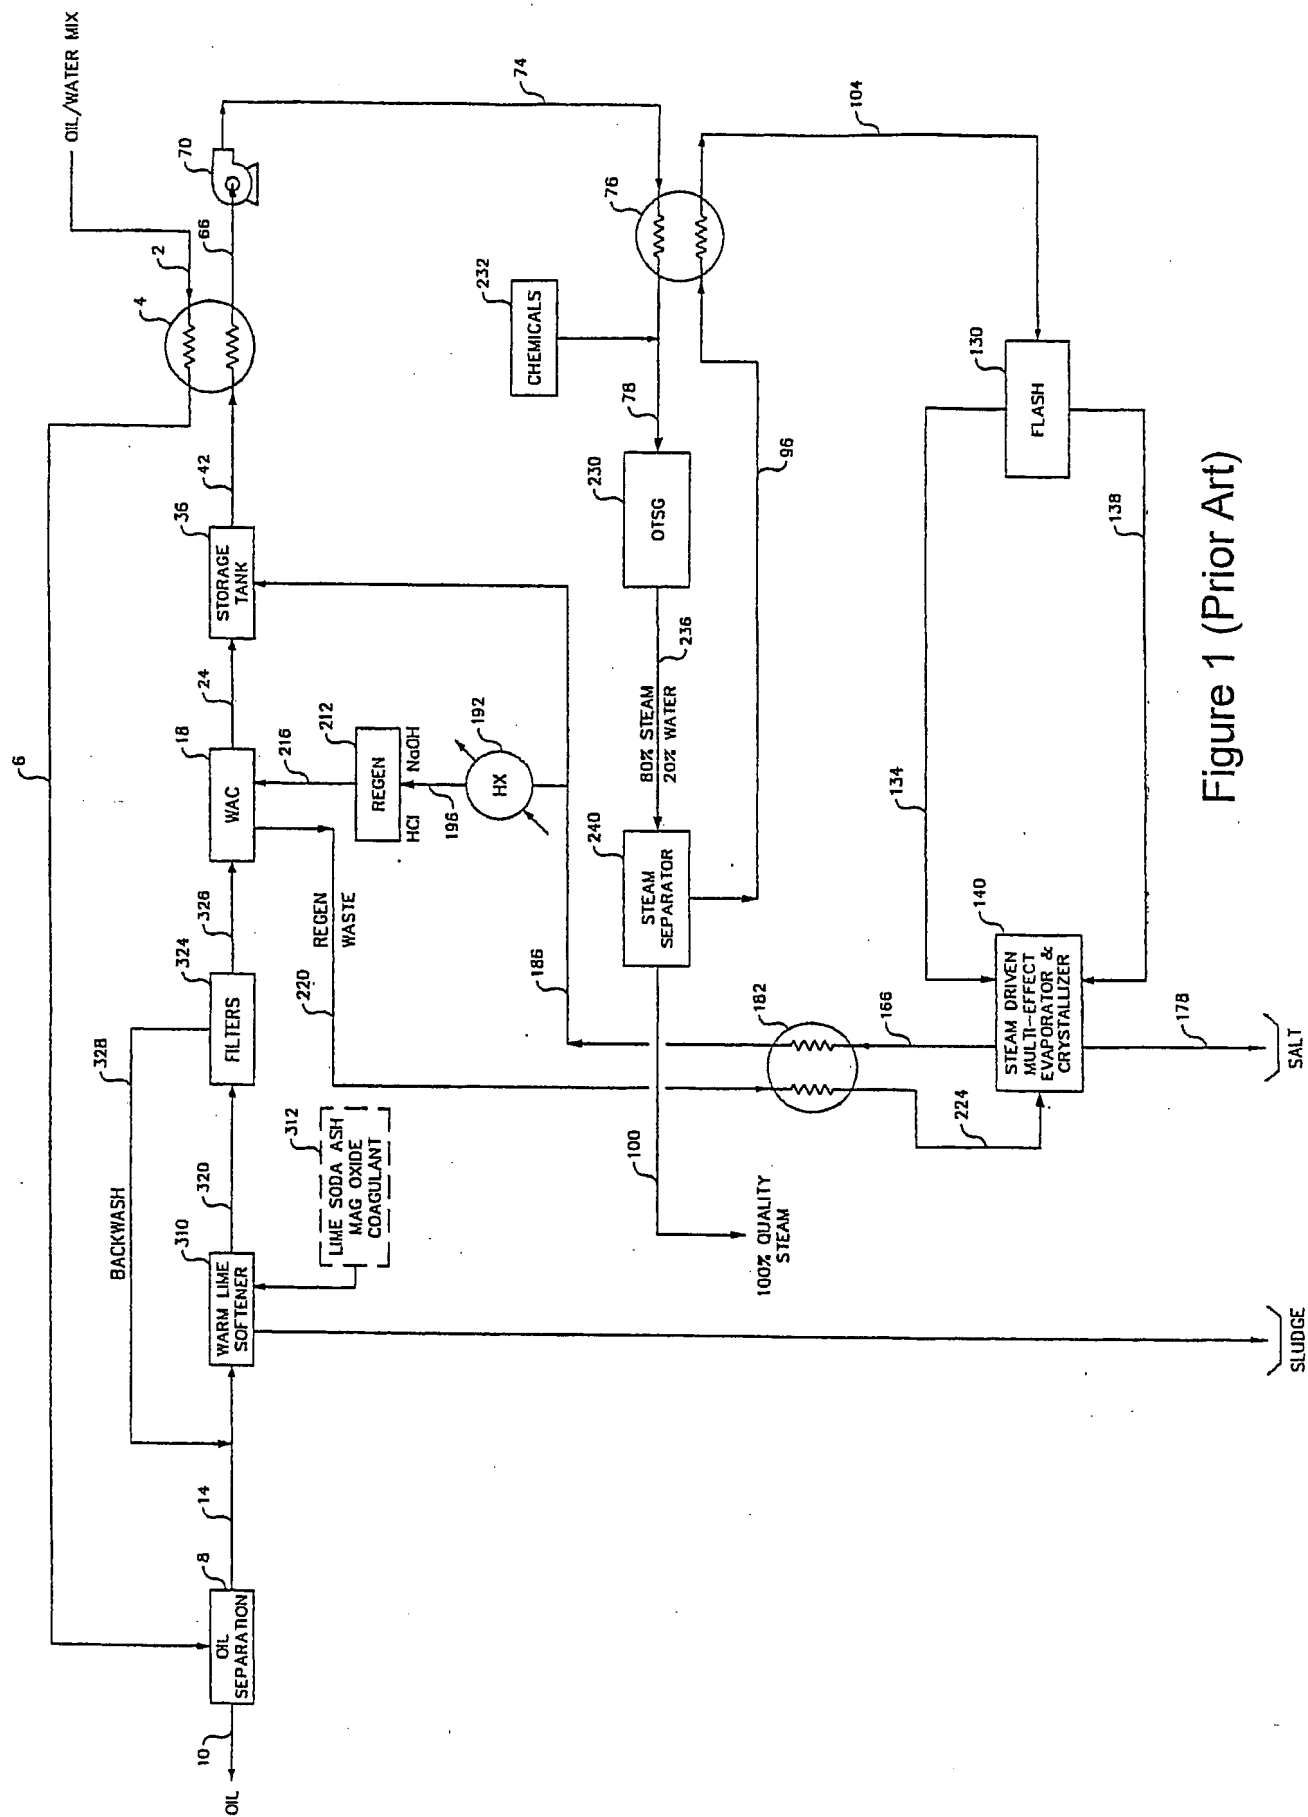 OIL/WATER MIX
2
4
6
66
70
74
42
36
STORAGE
TANK
24
18
WAC
326
324
FILTERS
328
BACKWASH
320
310
WARM LIME
SOFTENER
14
8
OIL
SEPARATION
10
OIL
312
LIME SODA ASH
MAG OXIDE
COAGULANT
REGEN
WASTE
220
216
212
REGEN
HCl
NaOH
196
192
HX
186
76
104
232
CHEMICALS
78
230
OTSG
236
80% STEAM
20% WATER
240
STEAM
SEPARATOR
96
100
100% QUALITY
STEAM
182
166
224
130
FLASH
134
138
140
STEAM DRIVEN
MULTI-EFFECT
EVAPORATOR &
CRYSTALLIZER
178
SALT
SLUDGE
Figure 1 (Prior Art)